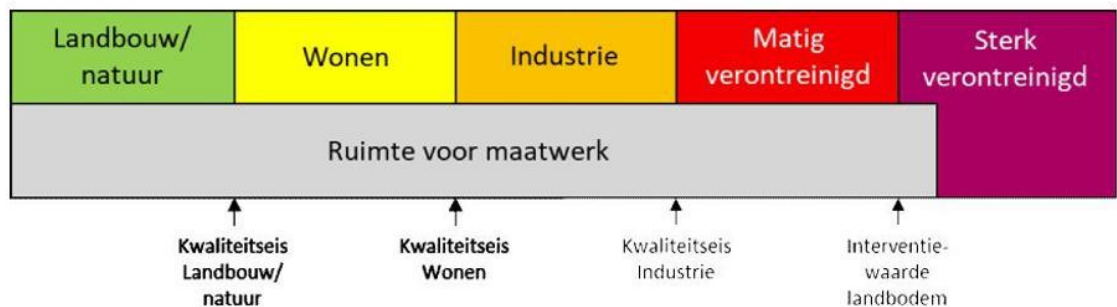 Landbouw/
natuur
Wonen
Industrie
Matig
verontreinigd
Sterk
verontreinigd
Ruimte voor maatwerk
Kwaliteitseis
Landbouw/
natuur
Kwaliteitseis
Wonen
Kwaliteitseis
Industrie
Interventie-
waarde
landbodem